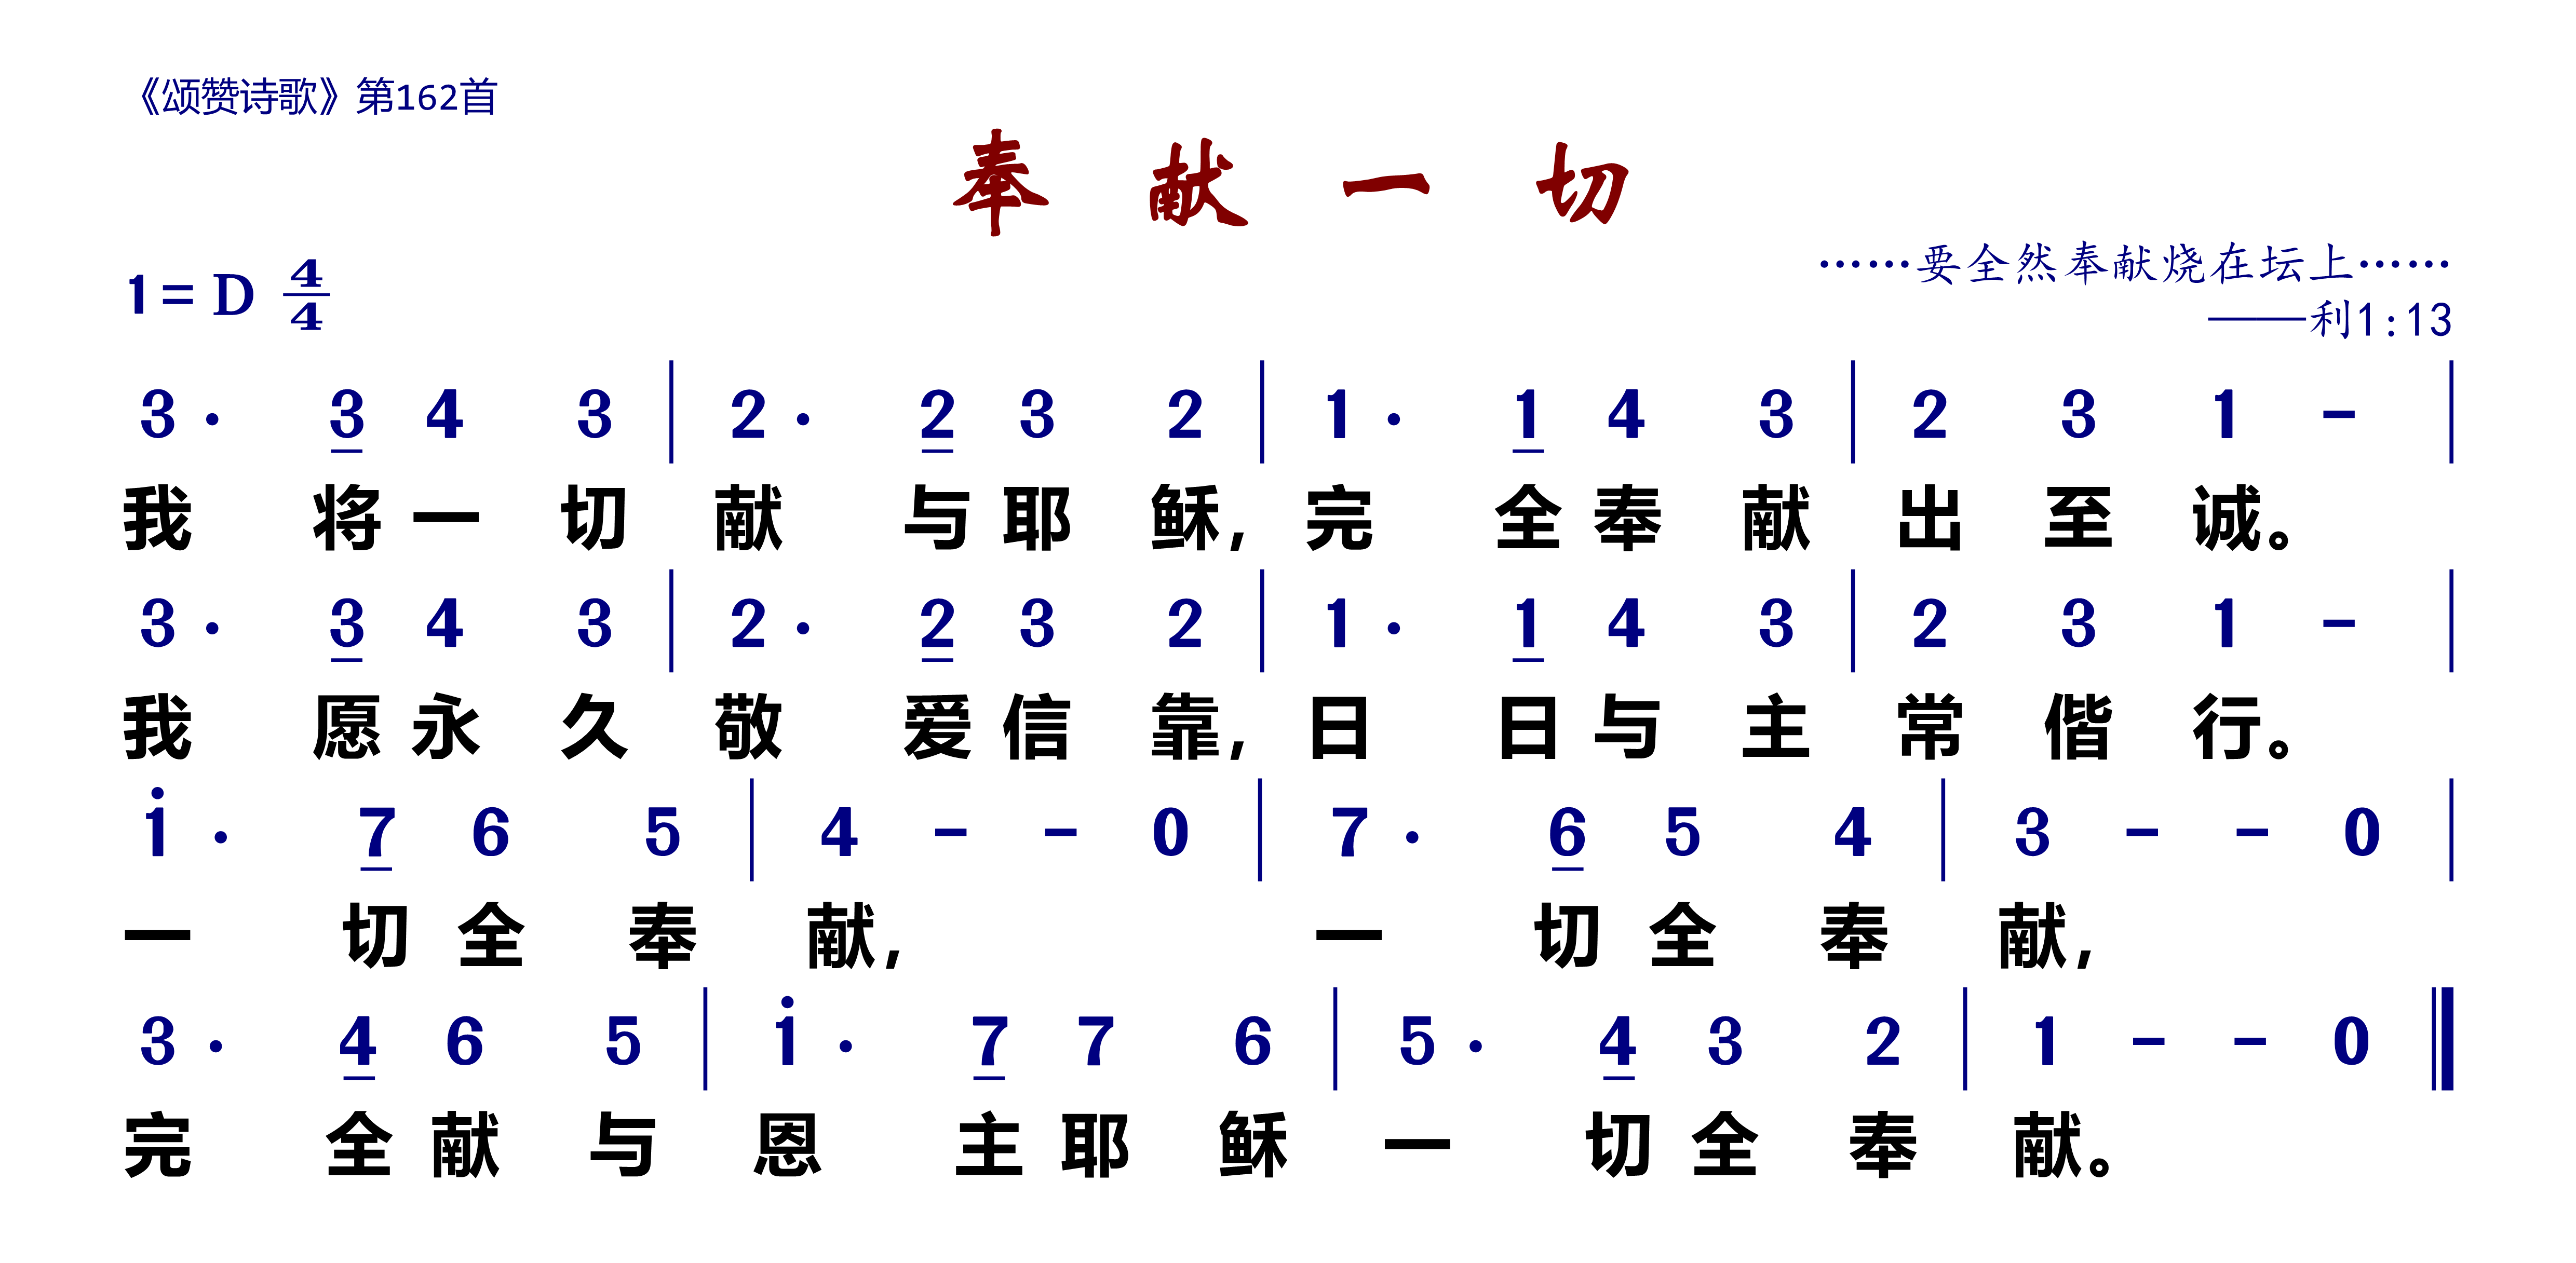 《颂赞诗歌》第162首
奉献一切
……要全然奉献烧在坛上……
1=D 4/4
——利1:13
3· 3 4 3 | 2· 2 3 2 | 1· 1 4 3 | 2 3 1 - |
我将一切献与耶稣,完全奉献出至诚。
3· 3 4 3 | 2· 2 3 2 | 1· 1 4 3 | 2 3 1 - |
我愿永久敬爱信靠,日日与主常偕行。
i· 7 6 5 | 4 - - 0 | 7· 6 5 4 | 3 - - 0 |
一切全奉献, 一切全奉献,
3· 4 6 5 | i· 7 7 6 | 5· 4 3 2 | 1 - - 0 ‖
完全献与恩主耶稣一切全奉献。